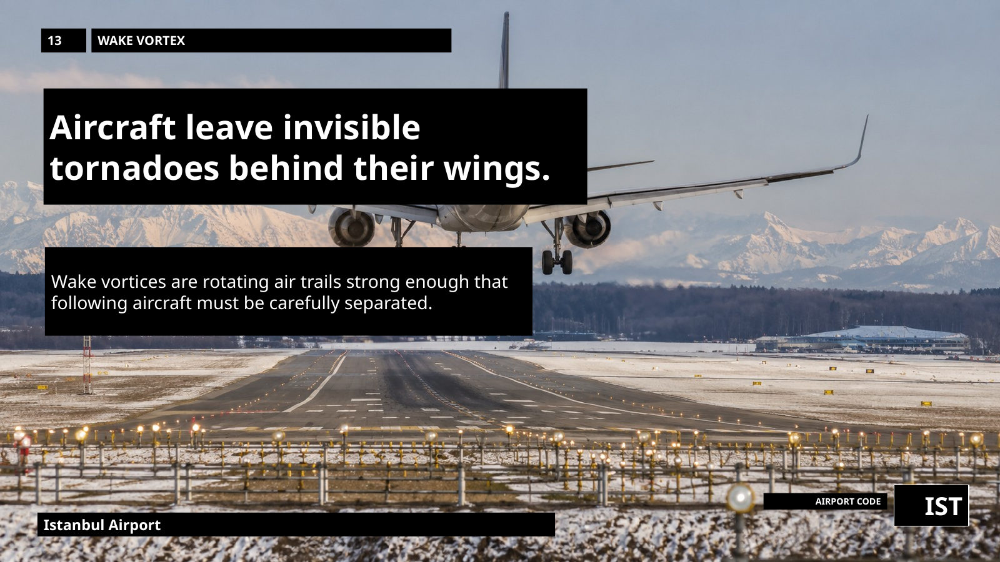 13
WAKE VORTEX
Aircraft leave invisible
tornadoes behind their wings.
Wake vortices are rotating air trails strong enough that
following aircraft must be carefully separated.
Istanbul Airport
AIRPORT CODE
IST